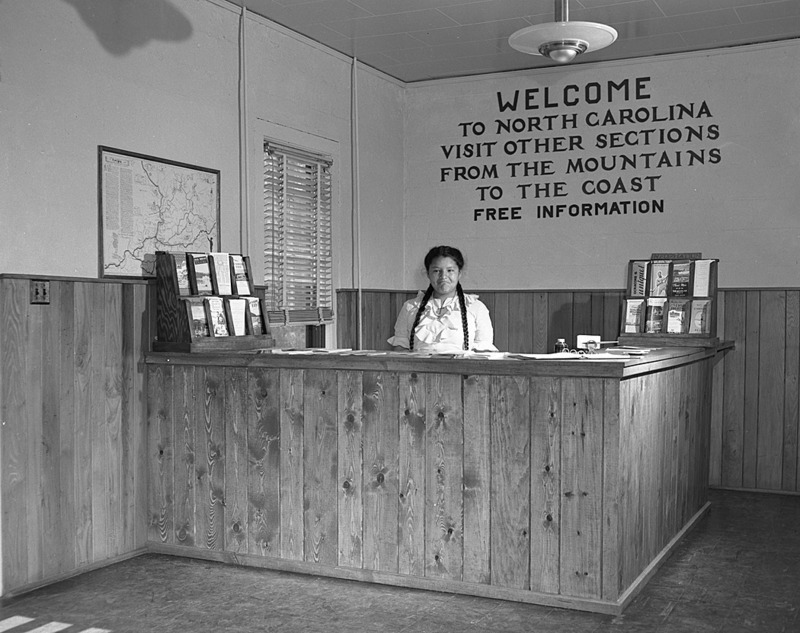 WELCOME
TO NORTH CAROLINA
VISIT OTHER SECTIONS
FROM THE MOUNTAINS
TO THE COAST
FREE INFORMATION